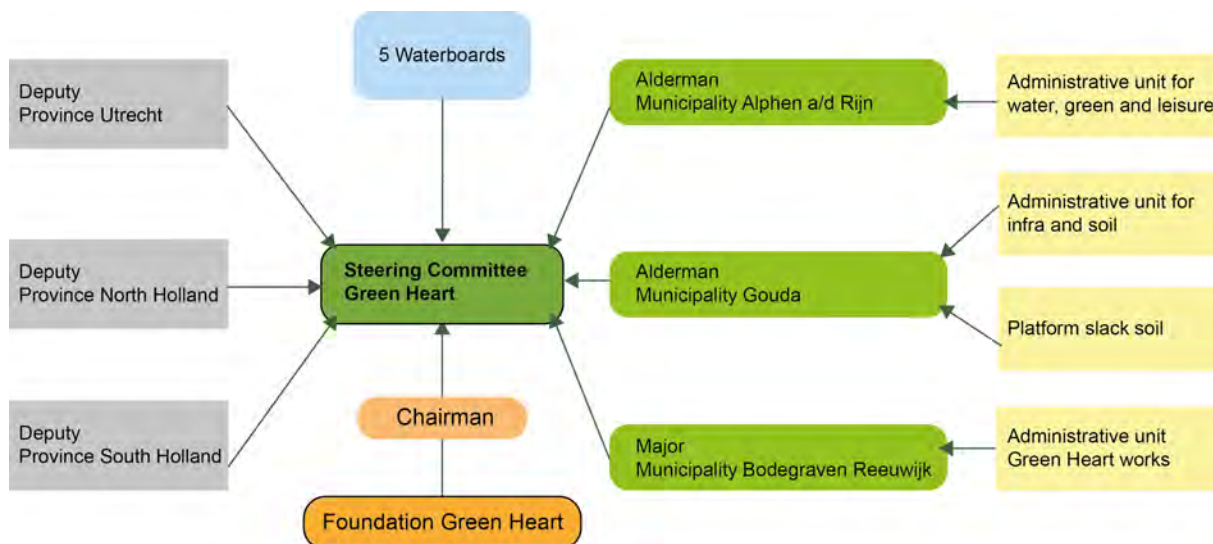 5 Waterboards
Deputy
Province Utrecht
Alderman
Municipality Alphen a/d Rijn
Administrative unit for
water, green and leisure
Administrative unit for
infra and soil
Deputy
Province North Holland
Steering Committee
Green Heart
Alderman
Municipality Gouda
Platform slack soil
Deputy
Province South Holland
Chairman
Major
Municipality Bodegraven Reeuwijk
Administrative unit
Green Heart works
Foundation Green Heart